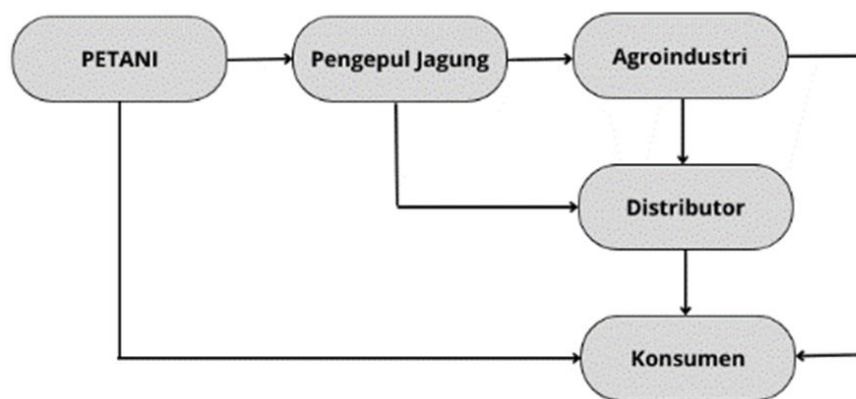 PETANI
Pengepul Jagung
Agroindustri
Distributor
Konsumen